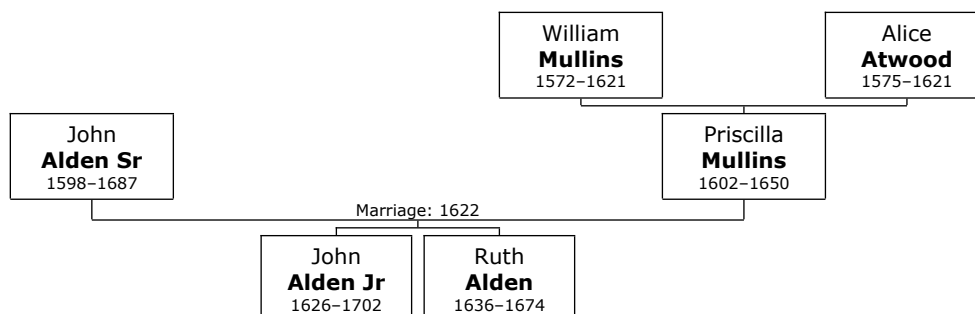 William
Mullins
1572–1621
Alice
Atwood
1575–1621
John
Alden Sr
1598–1687
Priscilla
Mullins
1602–1650
Marriage: 1622
John
Alden Jr
1626–1702
Ruth
Alden
1636–1674